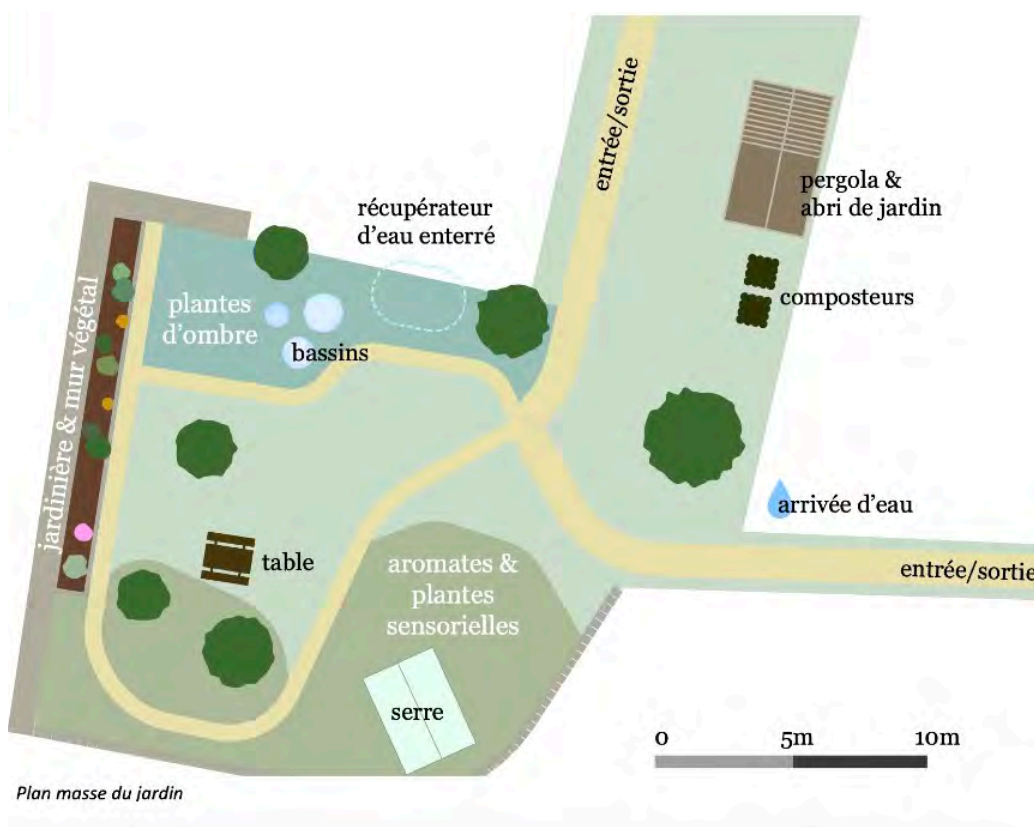 entrée/sortie
pergola &
abri de jardin
récupérateur
d'eau enterré
composteurs
plantes
d'ombre
bassins
jardinière & mur végétal
arrivée d'eau
table
aromates &
plantes
sensorielles
entrée/sortie
serre
0 5m 10m
Plan masse du jardin